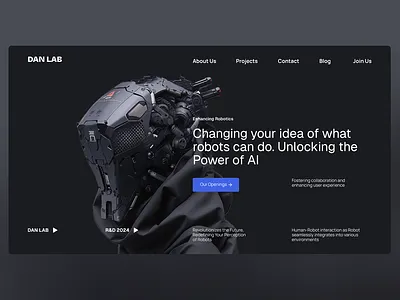 DAN LAB
About Us
Projects
Contact
Blog
Join Us
Enhancing Robotics
Changing your idea of what
robots can do. Unlocking the
Power of AI
Our Openings →
Fostering collaboration and
enhancing user experience
DAN LAB
R&D 2024
Revolutionizes the Future,
Redefining Your Perception
of Robots
Human-Robot Interaction as Robot
seamlessly integrates into various
environments